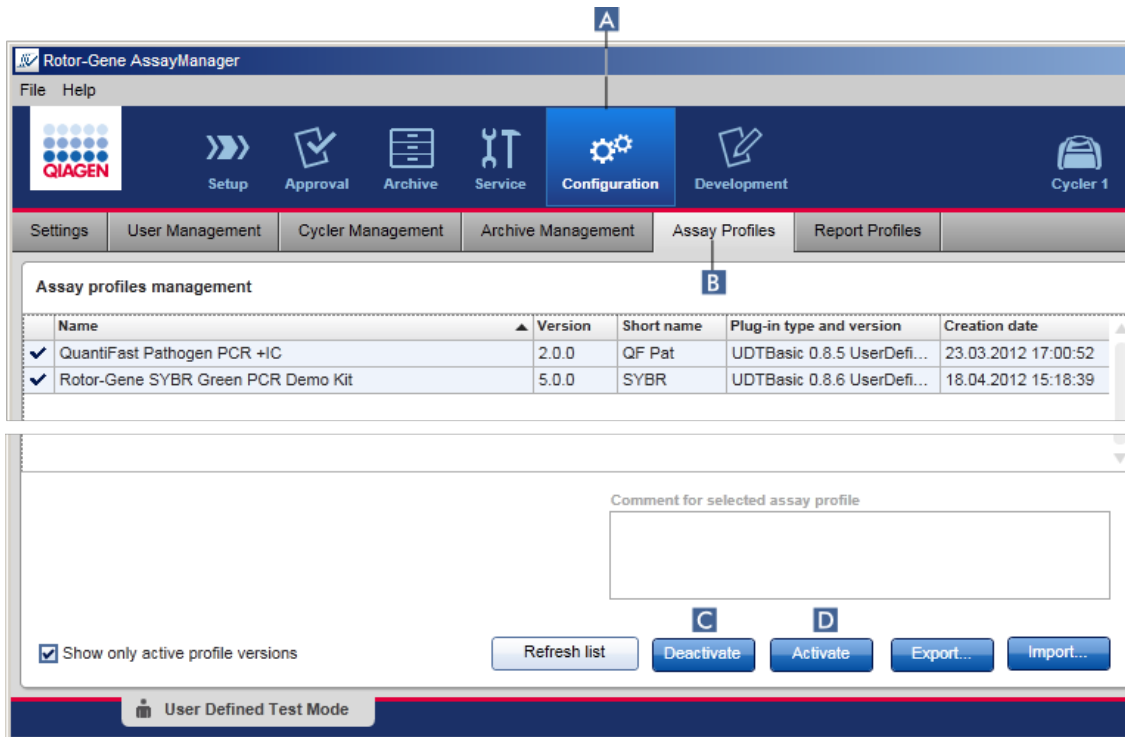 A
Rotor-Gene AssayManager
File Help
QIAGEN
Setup Approval Archive Service Configuration Development Cycler 1
Settings User Management Cycler Management Archive Management Assay Profiles Report Profiles
B
Assay profiles management
Name Version Short name Plug-in type and version Creation date
QuantiFast Pathogen PCR +IC 2.0.0 QF Pat UDTBasic 0.8.5 UserDefi... 23.03.2012 17:00:52
Rotor-Gene SYBR Green PCR Demo Kit 5.0.0 SYBR UDTBasic 0.8.6 UserDefi... 18.04.2012 15:18:39
Comment for selected assay profile
C D
Show only active profile versions Refresh list Deactivate Activate Export... Import...
User Defined Test Mode